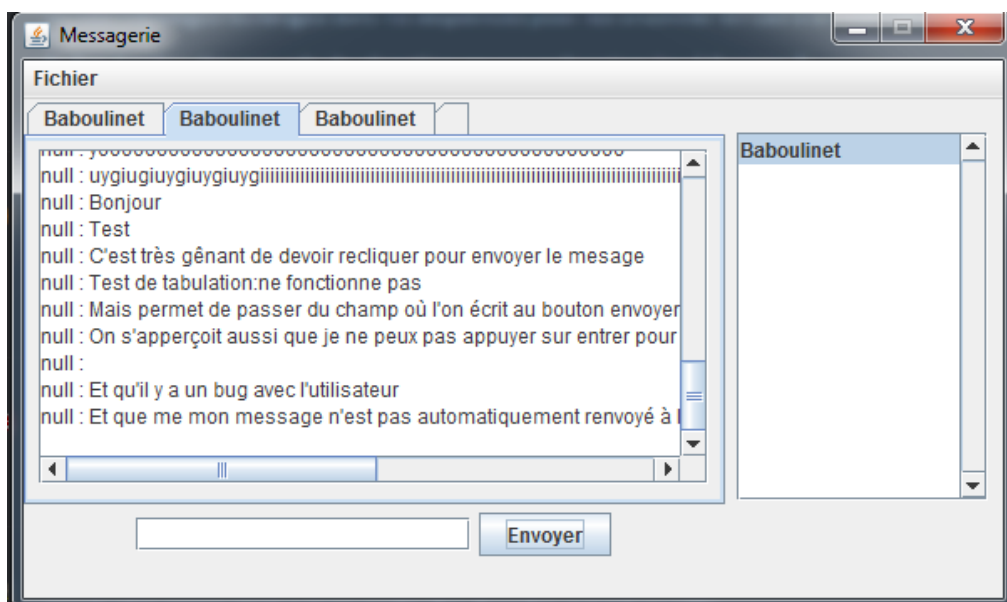 Messagerie
Fichier
Baboulinet Baboulinet Baboulinet
Baboulinet
null : Bonjour
null : Test
null : C'est très gênant de devoir recliquer pour envoyer le mesage
null : Test de tabulation:ne fonctionne pas
null : Mais permet de passer du champ où l'on écrit au bouton envoyer
null : On s'apperçoit aussi que je ne peux pas appuyer sur entrer pour
null :
null : Et qu'il y a un bug avec l'utilisateur
null : Et que me mon message n'est pas automatiquement renvoyé à
Envoyer